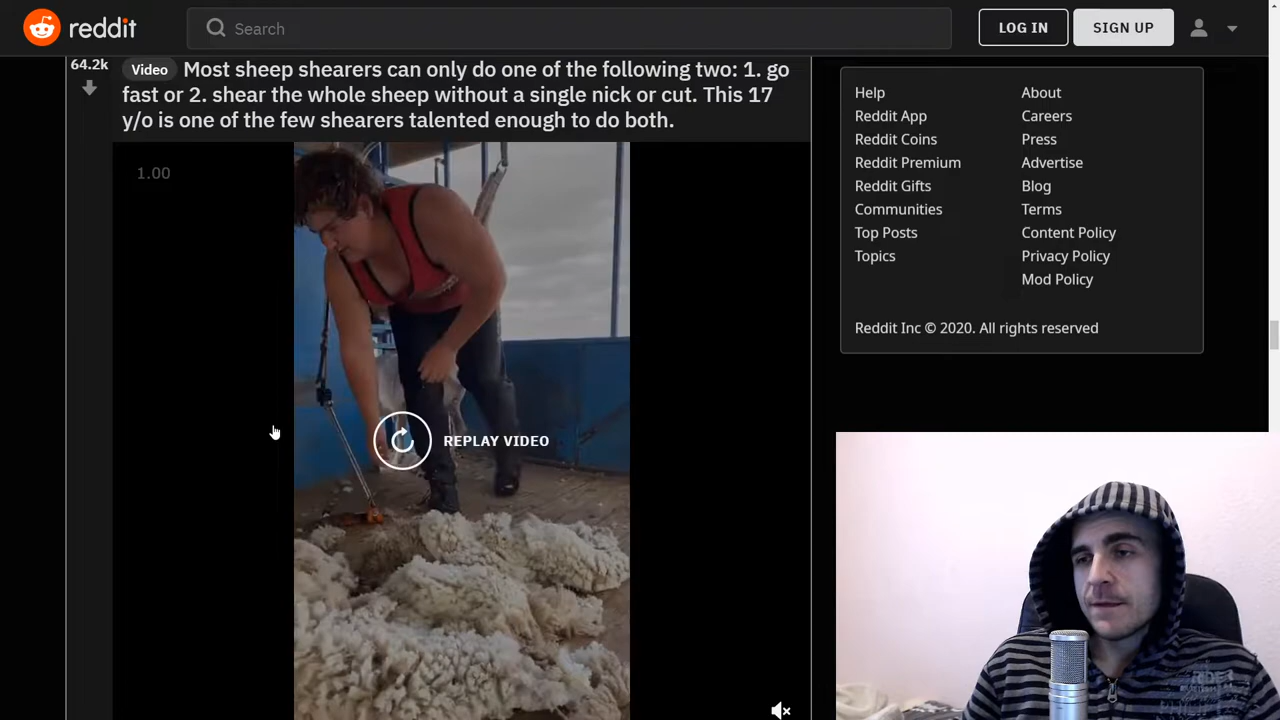 reddit
Search
LOG IN
SIGN UP
64.2k
Video
Most sheep shearers can only do one of the following two: 1. go
fast or 2. shear the whole sheep without a single nick or cut. This 17
y/o is one of the few shearers talented enough to do both.
1.00
REPLAY VIDEO
Help
Reddit App
Reddit Coins
Reddit Premium
Reddit Gifts
Communities
Top Posts
Topics
About
Careers
Press
Advertise
Blog
Terms
Content Policy
Privacy Policy
Mod Policy
Reddit Inc © 2020. All rights reserved